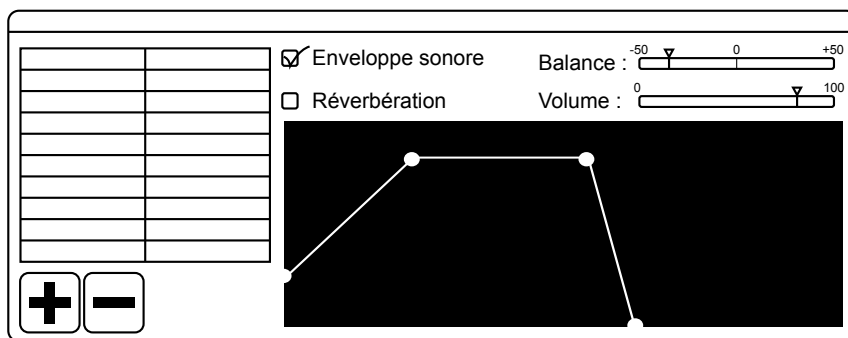 Enveloppe sonore
Réverbération
Balance : -50 0 +50
Volume : 0 100